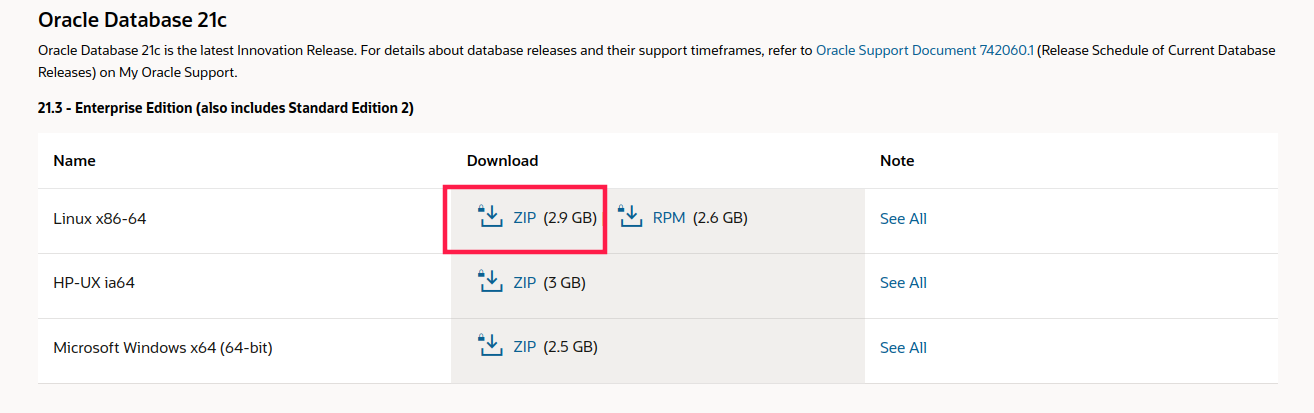 Oracle Database 21c
Oracle Database 21c is the latest Innovation Release. For details about database releases and their support timeframes, refer to Oracle Support Document 742060.1 (Release Schedule of Current Database
Releases) on My Oracle Support.
21.3 - Enterprise Edition (also includes Standard Edition 2)
Name Download Note
Linux x86-64 ZIP (2.9 GB) RPM (2.6 GB) See All
HP-UX ia64 ZIP (3 GB) See All
Microsoft Windows x64 (64-bit) ZIP (2.5 GB) See All